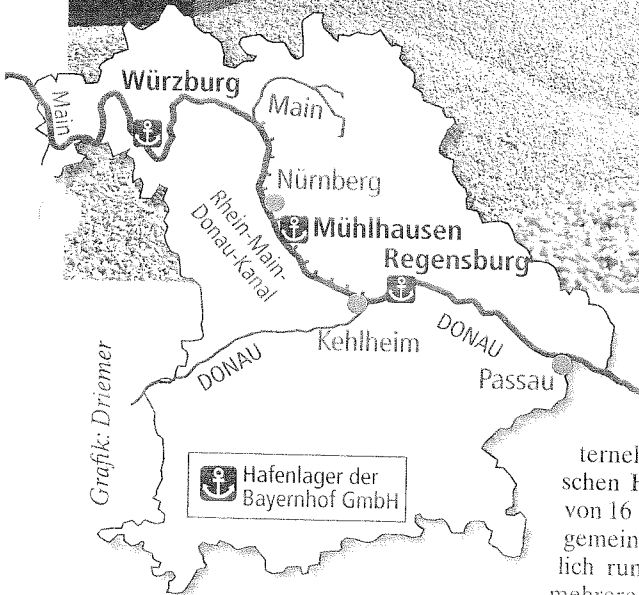 Würzburg
Main
Main
Nürnberg
Rhein-Main-
Donau-Kanal
Mühlhausen
Regensburg
Kehlheim
DONAU
DONAU
Passau
Grafik: Driemer
Hafenlager der
Bayernhof GmbH
schen
von 16
gemein
lich